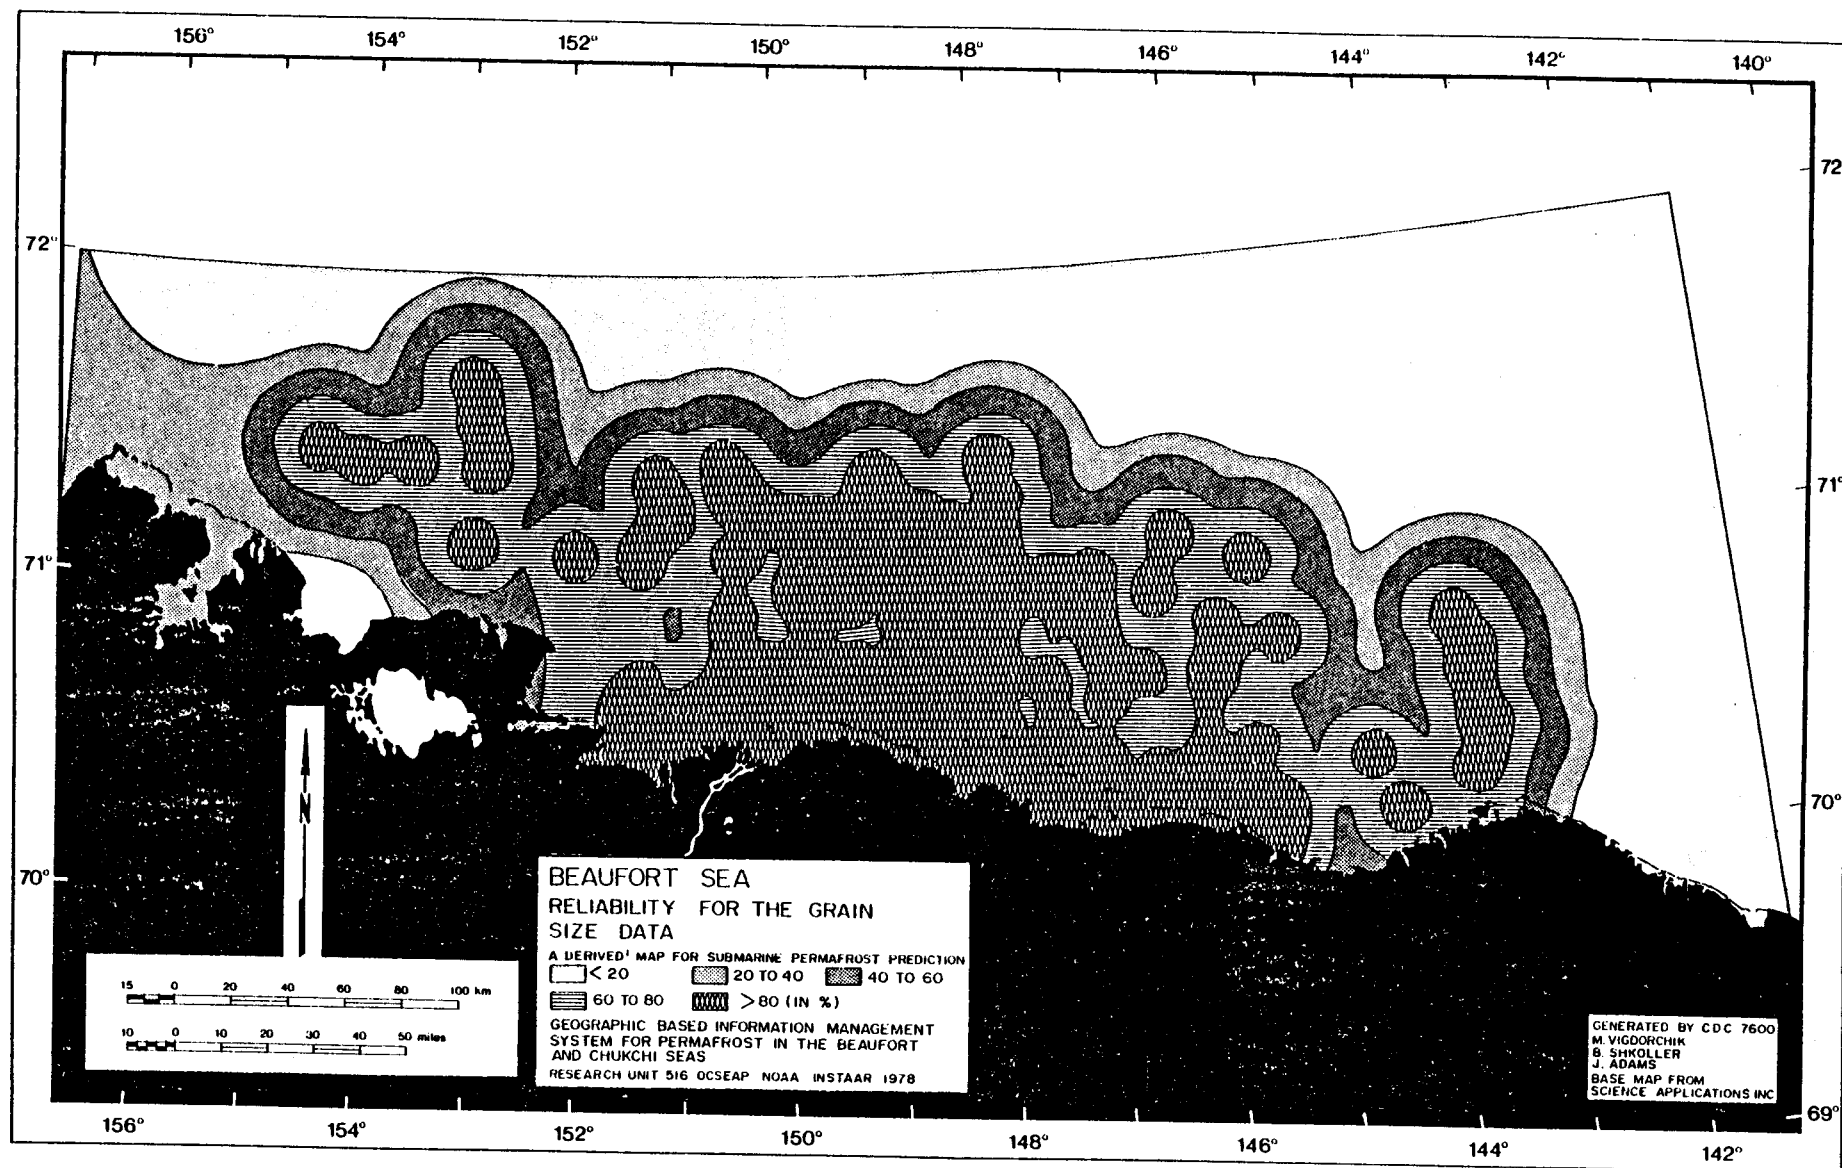 156° 154° 152° 150° 148° 146° 144° 142° 140°
72° 72
71° 71°
70° 70°
69°
N
BEAUFORT SEA
RELIABILITY FOR THE GRAIN
SIZE DATA
A DERIVED¹ MAP FOR SUBMARINE PERMAFROST PREDICTION
< 20 20 TO 40 40 TO 60
60 TO 80 > 80 (IN %)
GEOGRAPHIC BASED INFORMATION MANAGEMENT
SYSTEM FOR PERMAFROST IN THE BEAUFORT
AND CHUKCHI SEAS
RESEARCH UNIT 516 OCSEAP NOAA INSTAAR 1978
15 0 20 40 60 80 100 km
10 0 10 20 30 40 50 miles
GENERATED BY CDC 7600
M. VIGDORCHIK
B. SHKOLLER
J. ADAMS
BASE MAP FROM
SCIENCE APPLICATIONS INC
156° 154° 152° 150° 148° 146° 144° 142°